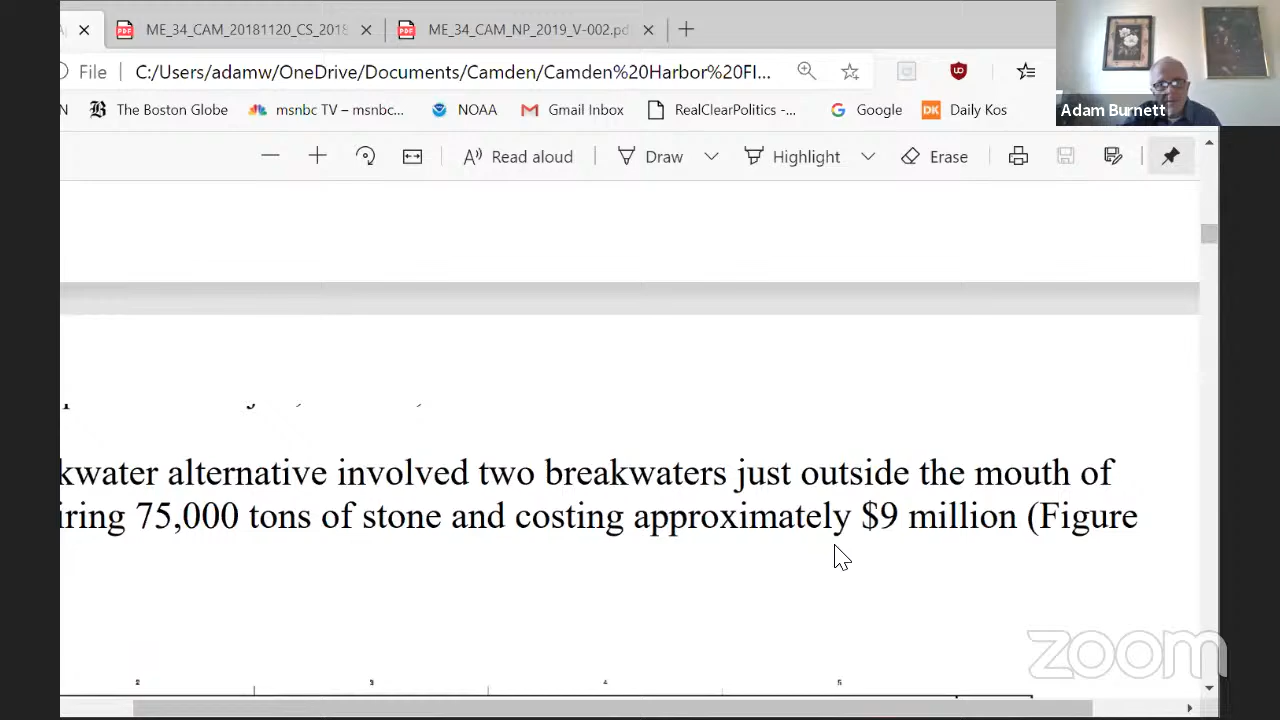 ME_34_CAM_20181120_CS_2018
ME_34_CAM_NP_2019_V-002.pd
File
C:/Users/adamw/OneDrive/Documents/Camden/Camden%20Harbor%20FI...
Adam Burnett
N
The Boston Globe
msnbc TV – msnbc...
NOAA
Gmail Inbox
RealClearPolitics -...
Google
DK Daily Kos
Read aloud
Draw
Highlight
Erase
kwater alternative involved two breakwaters just outside the mouth of
iring 75,000 tons of stone and costing approximately $9 million (Figure
zoom
2 3 4 5